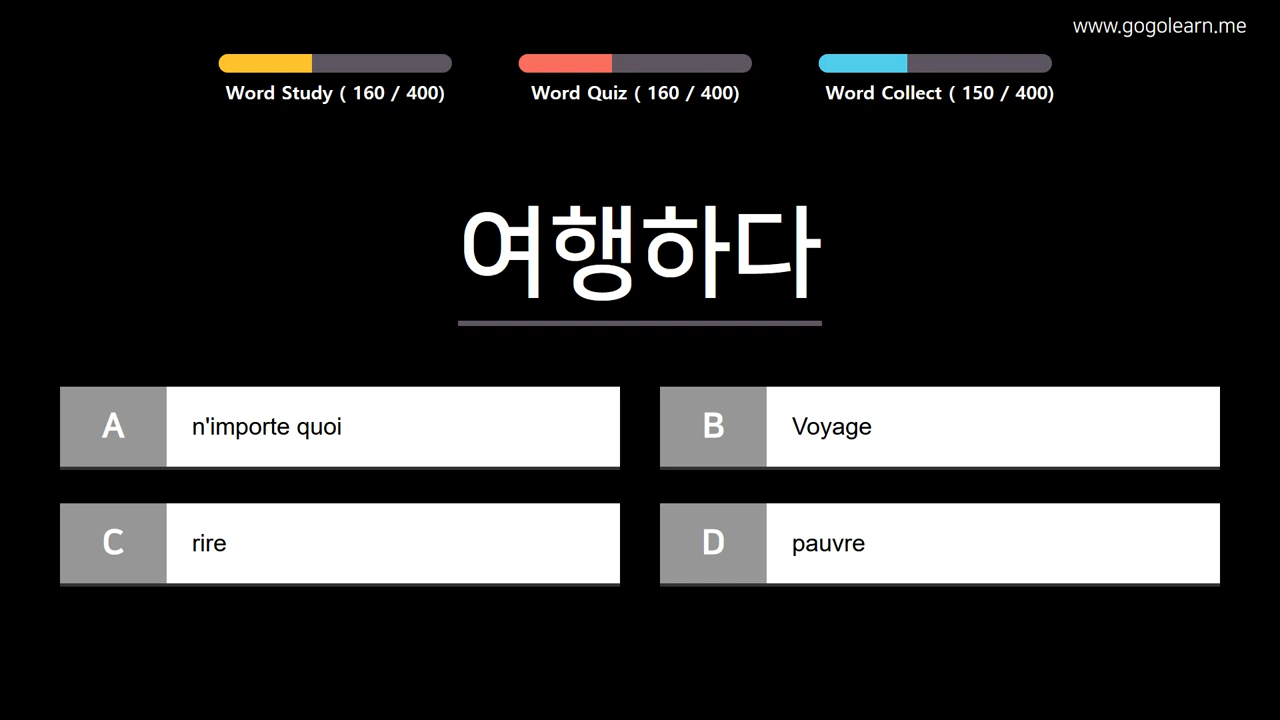 www.gogolearn.me
Word Study ( 160 / 400)
Word Quiz ( 160 / 400)
Word Collect ( 150 / 400)
여행하다
A
n'importe quoi
B
Voyage
C
rire
D
pauvre